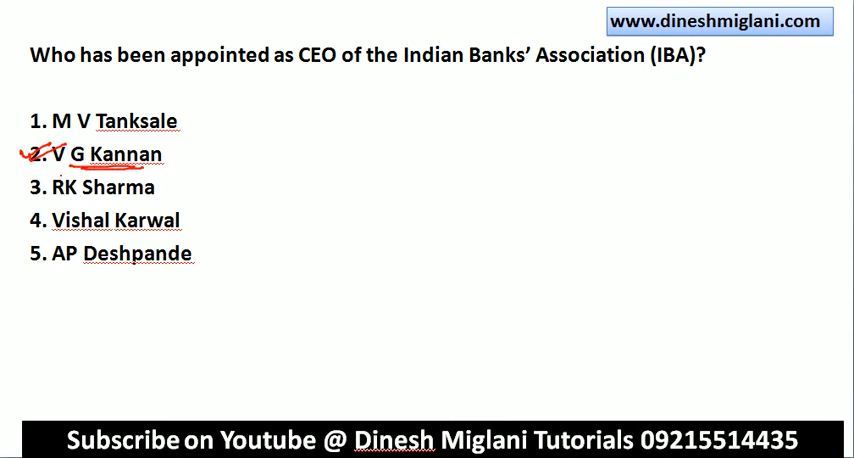 www.dineshmiglani.com
Who has been appointed as CEO of the Indian Banks’ Association (IBA)?
1. M V Tanksale
2. V G Kannan
3. RK Sharma
4. Vishal Karwal
5. AP Deshpande
Subscribe on Youtube @ Dinesh Miglani Tutorials 09215514435